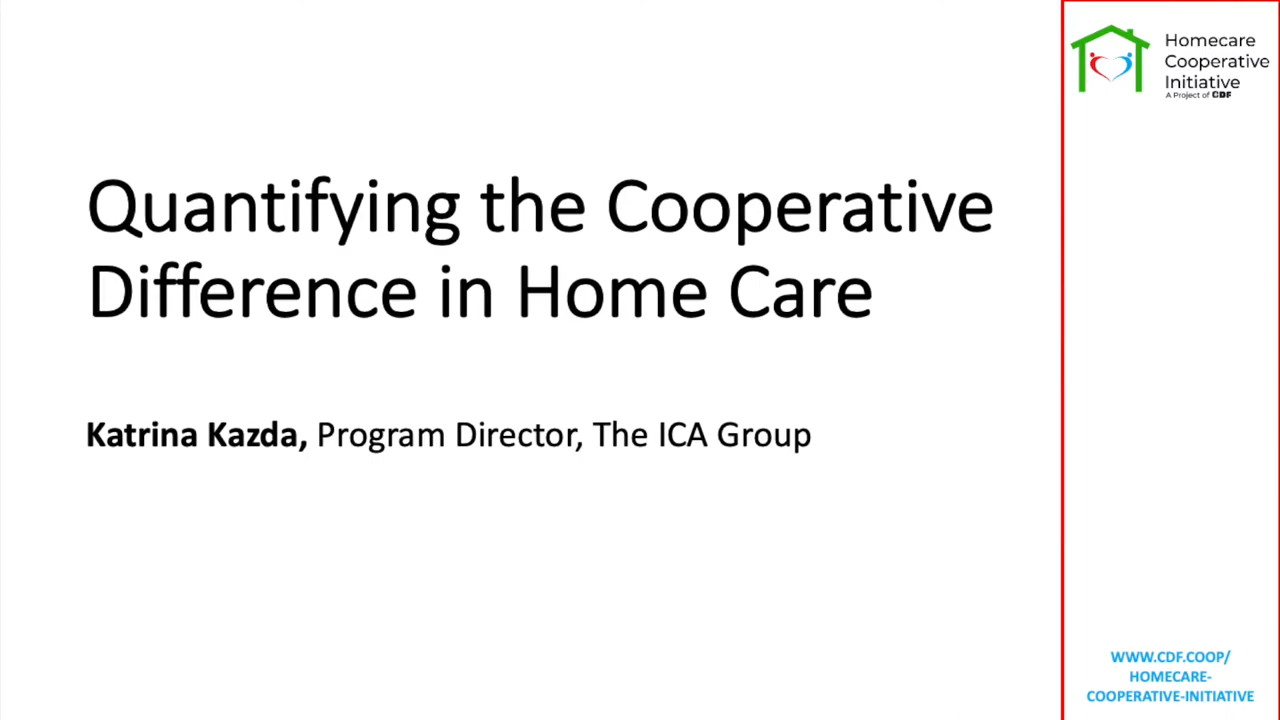 Quantifying the Cooperative
Difference in Home Care
Katrina Kazda, Program Director, The ICA Group
Homecare
Cooperative
Initiative
A Project of CDF
WWW.CDF.COOP/
HOMECARE-
COOPERATIVE-INITIATIVE